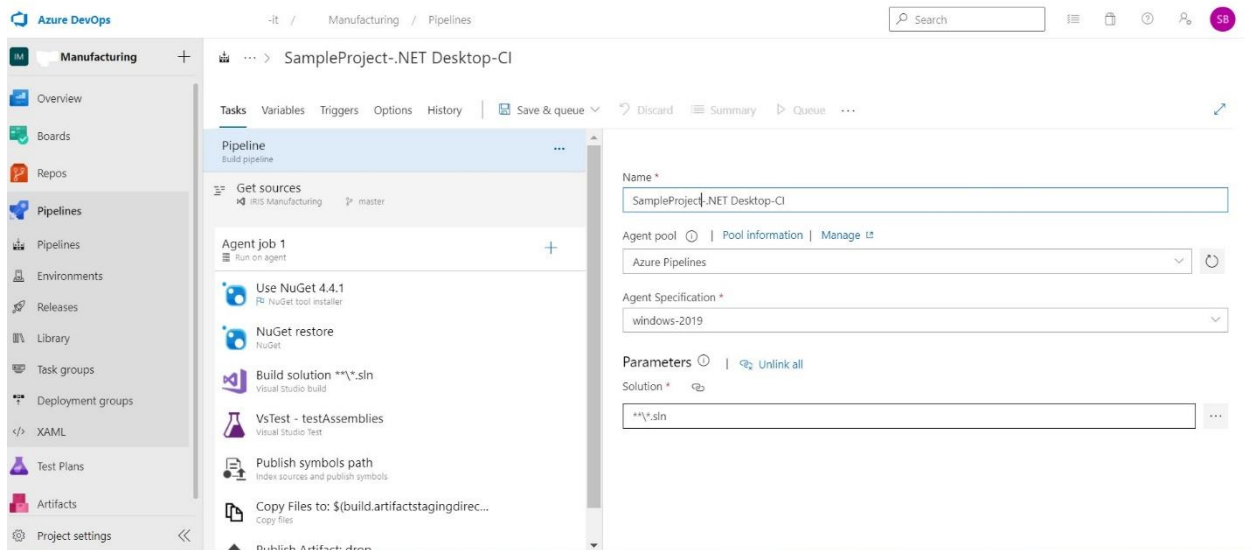 Azure DevOps
-it / Manufacturing / Pipelines
Search
SB
IM Manufacturing
SampleProject-.NET Desktop-CI
Overview
Boards
Repos
Pipelines
Pipelines
Environments
Releases
Library
Task groups
Deployment groups
XAML
Test Plans
Artifacts
Project settings
Tasks Variables Triggers Options History Save & queue Discard Summary Queue ...
Pipeline
Build pipeline
Get sources
IRIS Manufacturing master
Agent job 1
Run on agent
Use NuGet 4.4.1
NuGet tool installer
NuGet restore
NuGet
Build solution **\*.sln
Visual Studio build
VsTest - testAssemblies
Visual Studio Test
Publish symbols path
Index sources and publish symbols
Copy Files to: $(build.artifactstagingdirec...
Copy files
Publish Artifact: drop
Name *
SampleProject-.NET Desktop-CI
Agent pool | Pool information | Manage
Azure Pipelines
Agent Specification *
windows-2019
Parameters | Unlink all
Solution *
**\*.sln